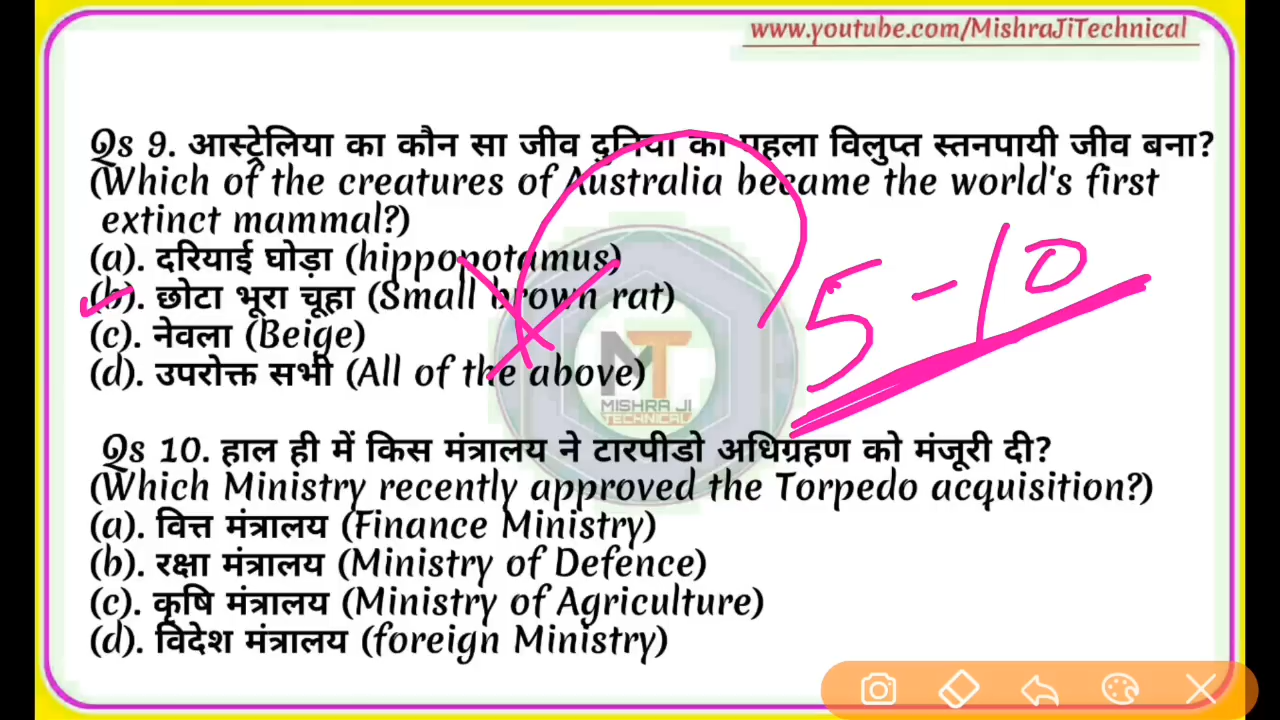 www.youtube.com/MishraJiTechnical
Qs 9. आस्ट्रेलिया का कौन सा जीव दुनिया का पहला विलुप्त स्तनपायी जीव बना?
(Which of the creatures of Australia became the world's first
extinct mammal?)
(a). दरियाई घोड़ा (hippopotamus)
(b). छोटा भूरा चूहा (Small brown rat)
(c). नेवला (Beige)
(d). उपरोक्त सभी (All of the above)
5-10
MT
MISHRA JI
TECHNICAL
Qs 10. हाल ही में किस मंत्रालय ने टारपीडो अधिग्रहण को मंजूरी दी?
(Which Ministry recently approved the Torpedo acquisition?)
(a). वित्त मंत्रालय (Finance Ministry)
(b). रक्षा मंत्रालय (Ministry of Defence)
(c). कृषि मंत्रालय (Ministry of Agriculture)
(d). विदेश मंत्रालय (foreign Ministry)